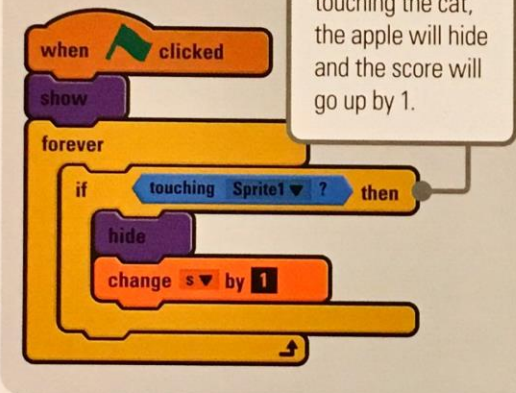 touching the cat,
the apple will hide
and the score will
go up by 1.
when clicked
show
forever
if touching Sprite1 ? then
hide
change s by 1